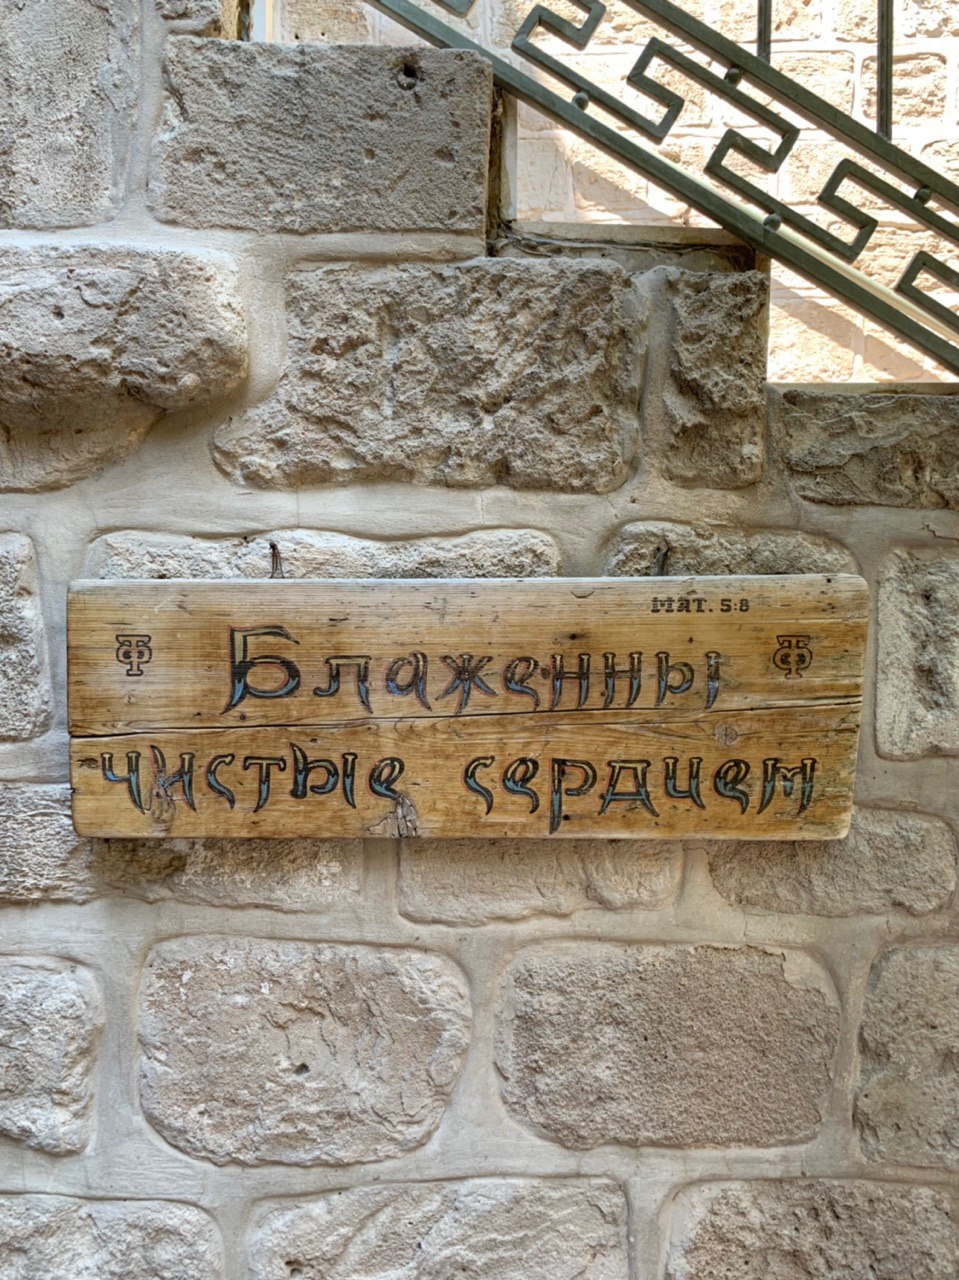 Мат. 5:8
Блаженны
чистые сердцем